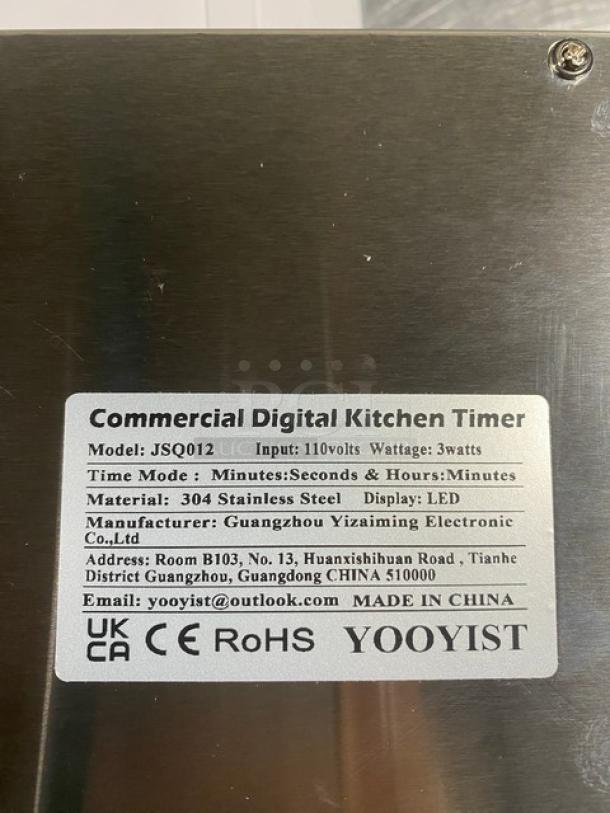 Commercial Digital Kitchen Timer
Model: JSQ012 Input: 110volts Wattage: 3watts
Time Mode : Minutes:Seconds & Hours:Minutes
Material: 304 Stainless Steel Display: LED
Manufacturer: Guangzhou Yizaiming Electronic
Co.,Ltd
Address: Room B103, No. 13, Huanxishihuan Road , Tianhe
District Guangzhou, Guangdong CHINA 510000
Email: yooyist@outlook.com MADE IN CHINA
UK
CA CE RoHS YOOYIST